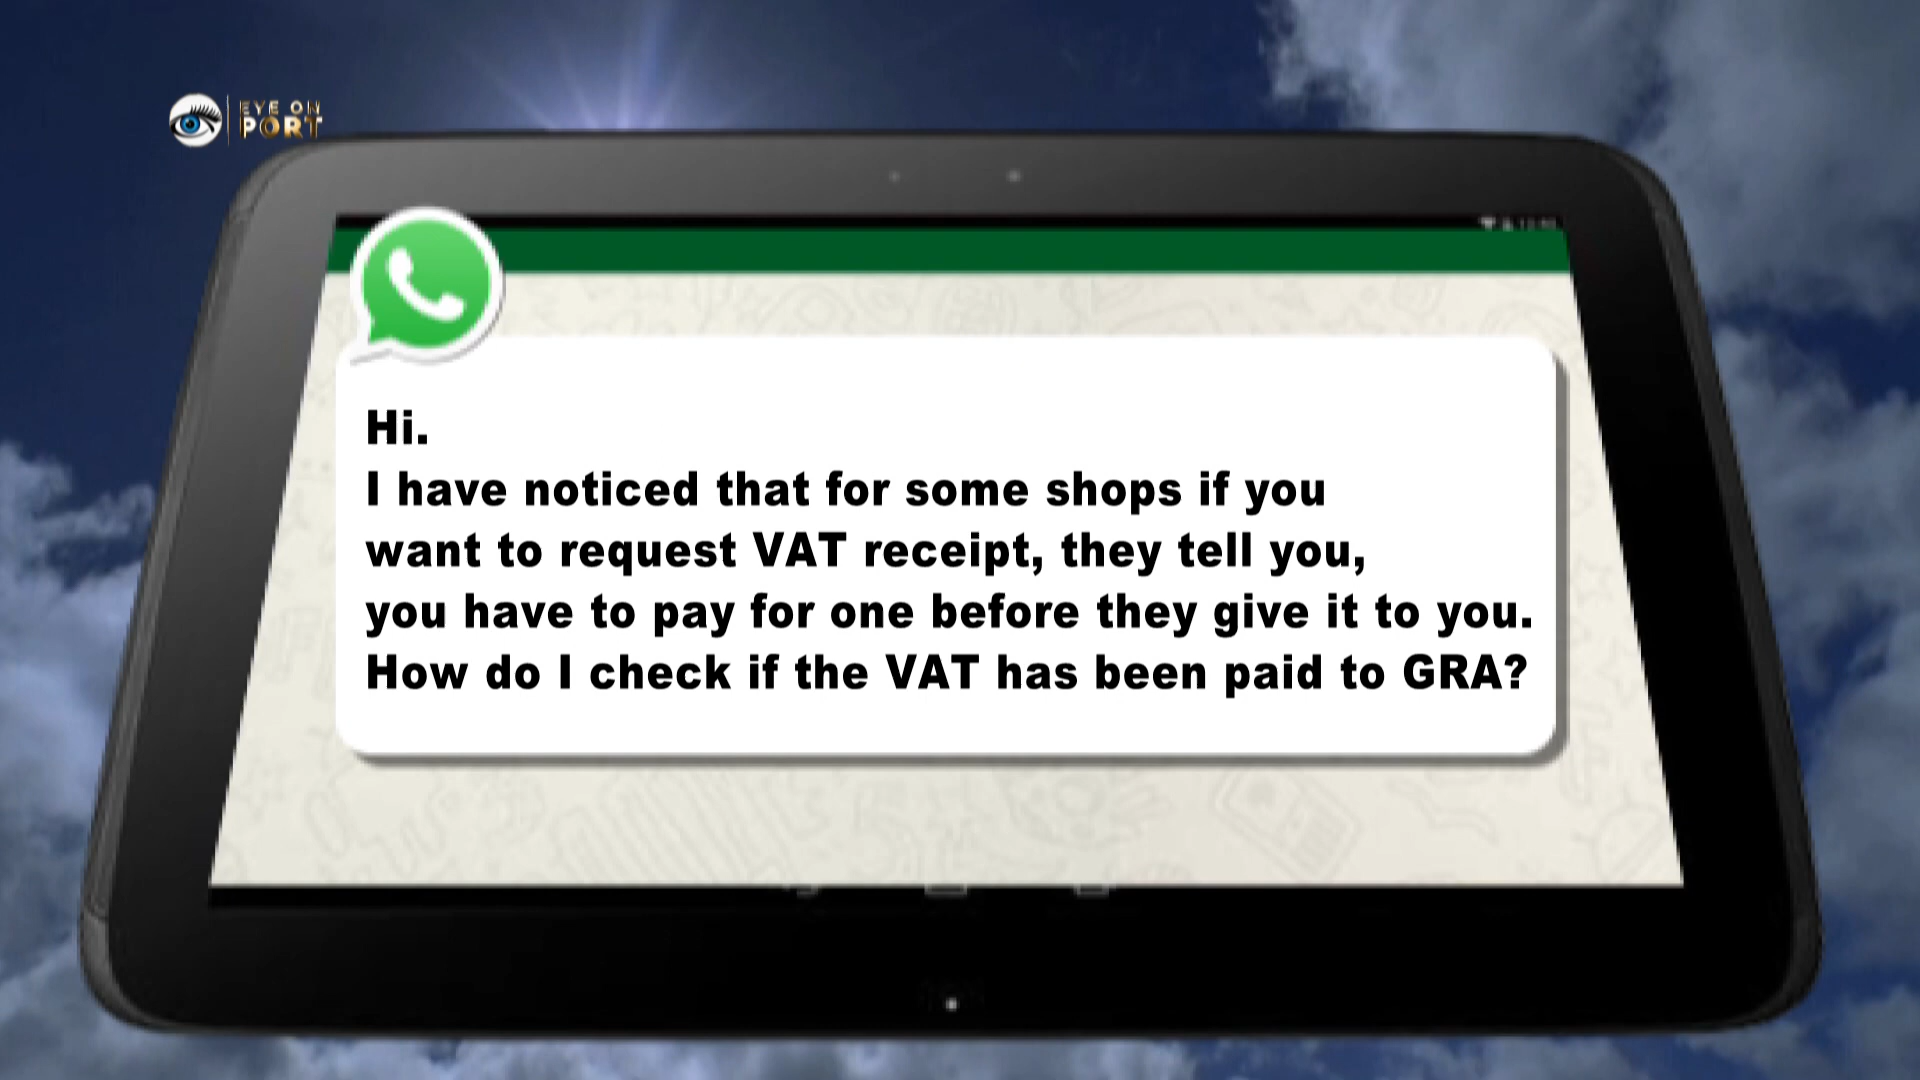 EYE ON
PORT
Hi.
I have noticed that for some shops if you
want to request VAT receipt, they tell you,
you have to pay for one before they give it to you.
How do I check if the VAT has been paid to GRA?